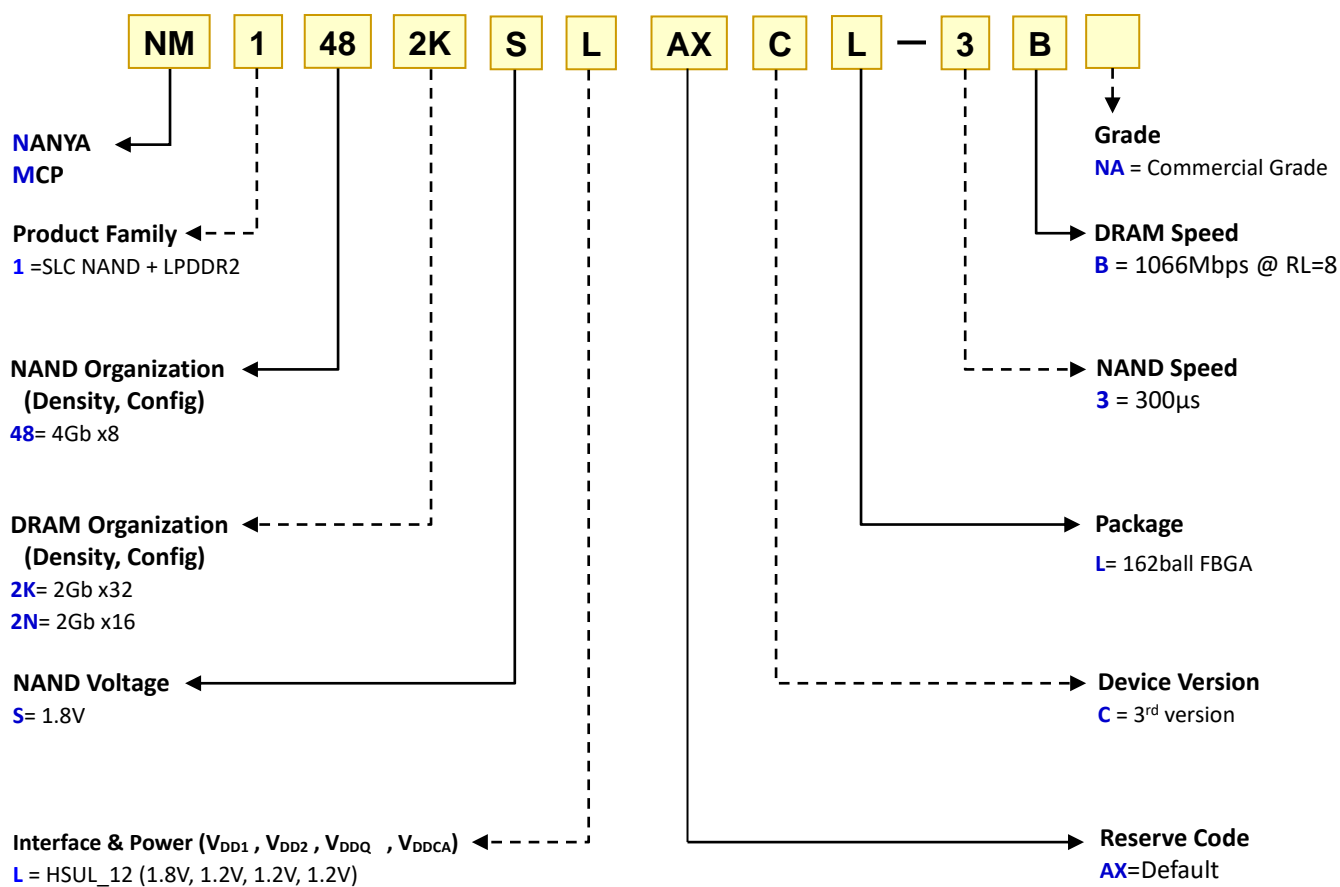 NM 1 48 2K S L AX C L – 3 B
NANYA
MCP
Product Family
1 =SLC NAND + LPDDR2
NAND Organization
(Density, Config)
48= 4Gb x8
DRAM Organization
(Density, Config)
2K= 2Gb x32
2N= 2Gb x16
NAND Voltage
S= 1.8V
Interface & Power (VDD1 , VDD2 , VDDQ , VDDCA)
L = HSUL_12 (1.8V, 1.2V, 1.2V, 1.2V)
Grade
NA = Commercial Grade
DRAM Speed
B = 1066Mbps @ RL=8
NAND Speed
3 = 300µs
Package
L= 162ball FBGA
Device Version
C = 3rd version
Reserve Code
AX=Default